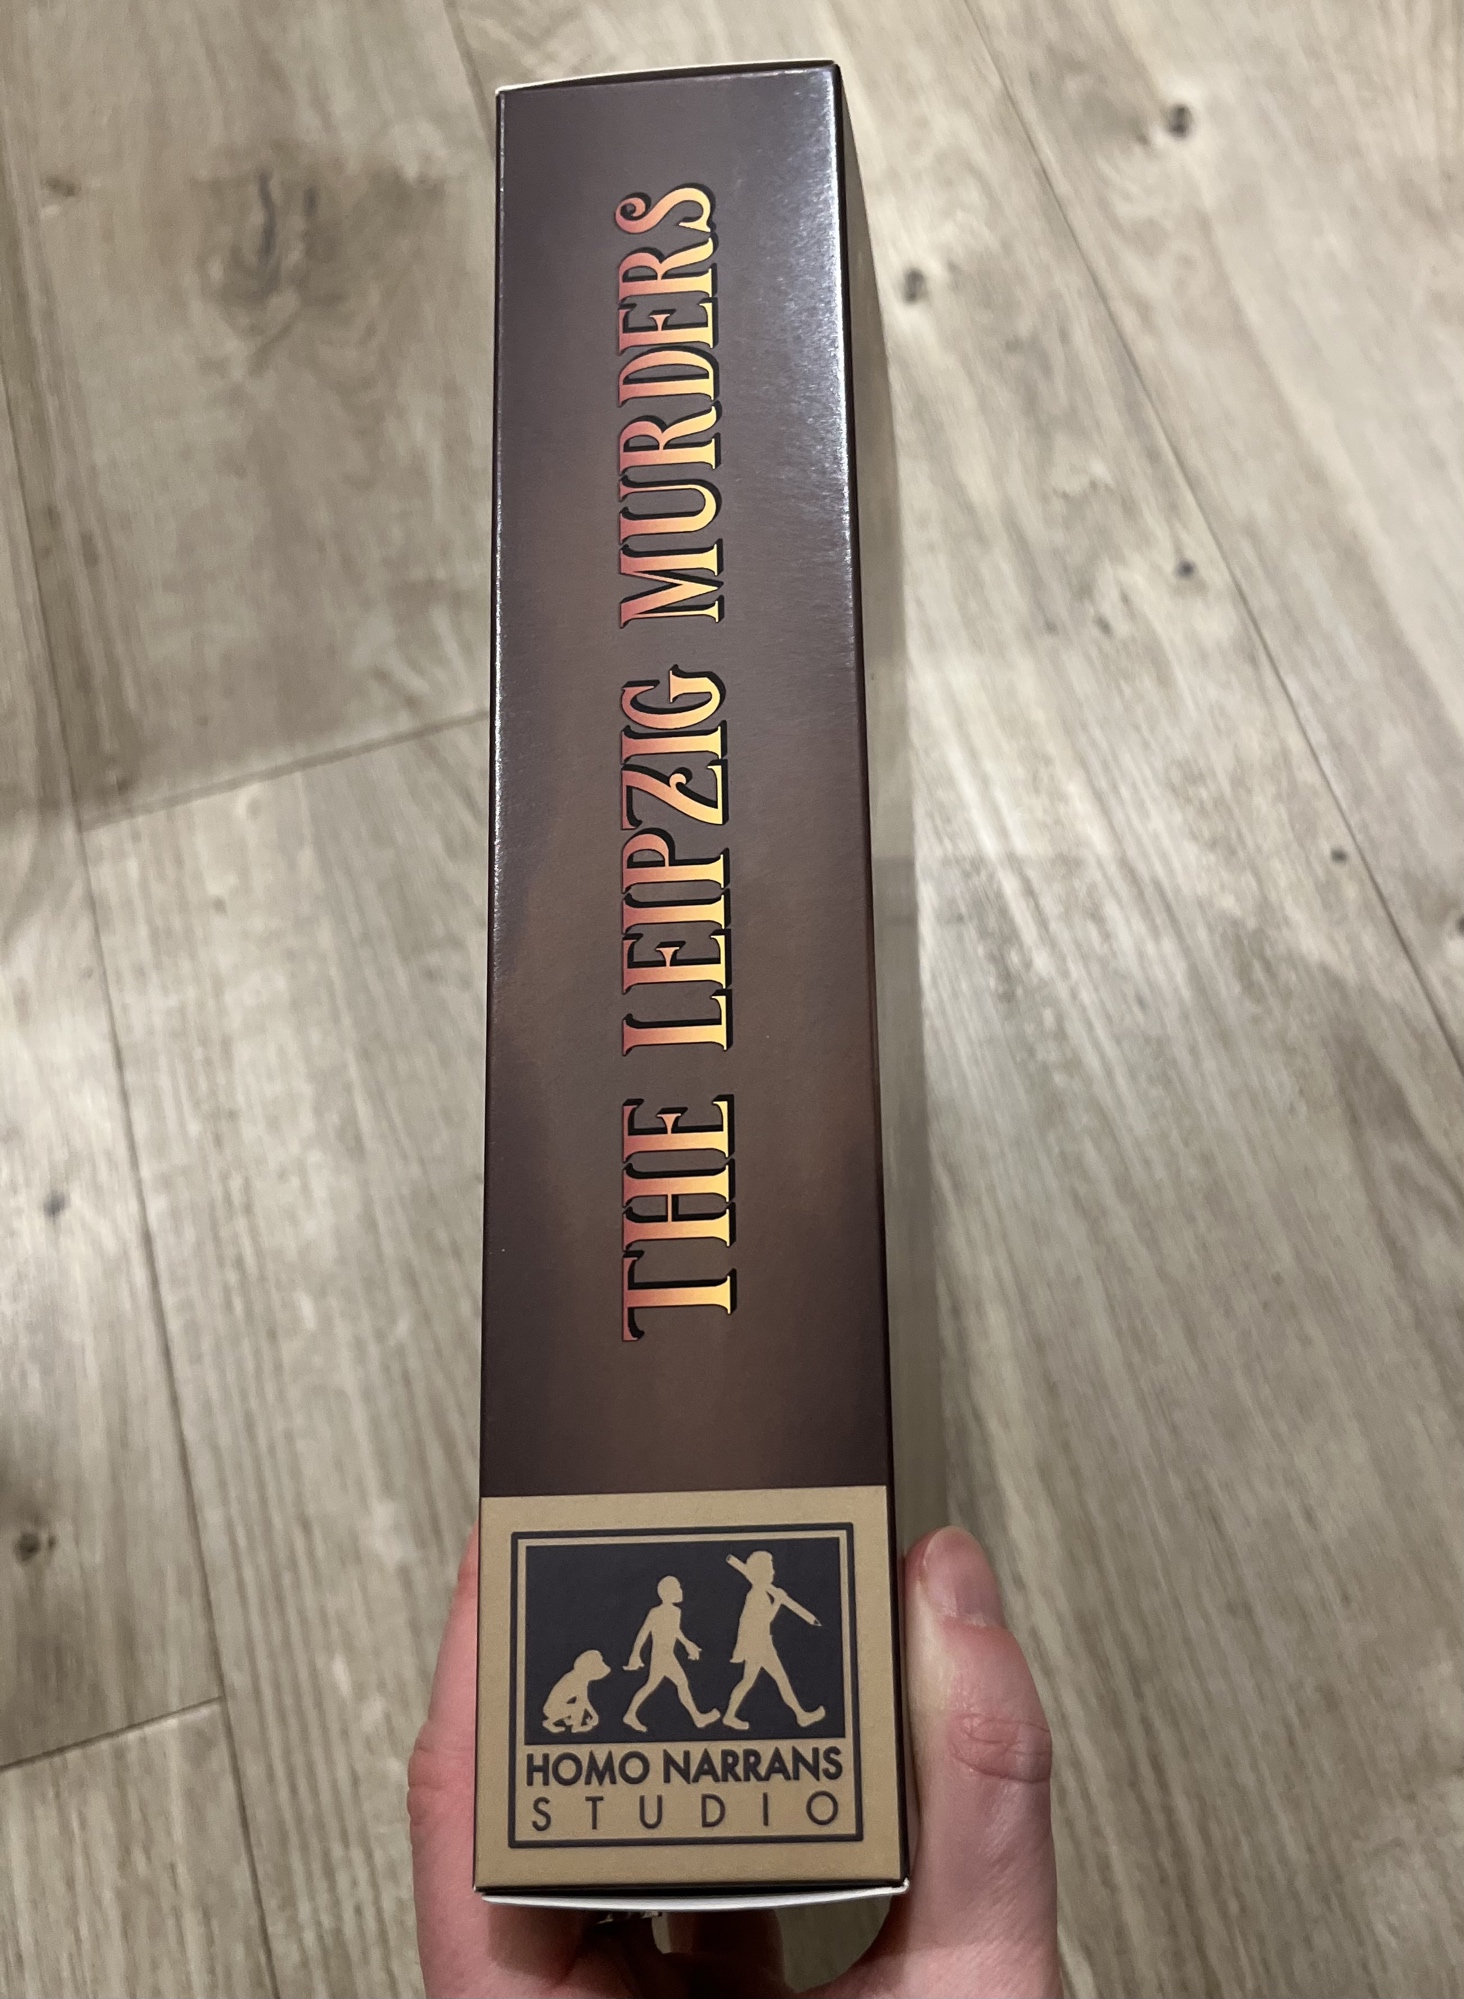 THE LEIPZIG MURDERS
HOMO NARRANS
STUDIO